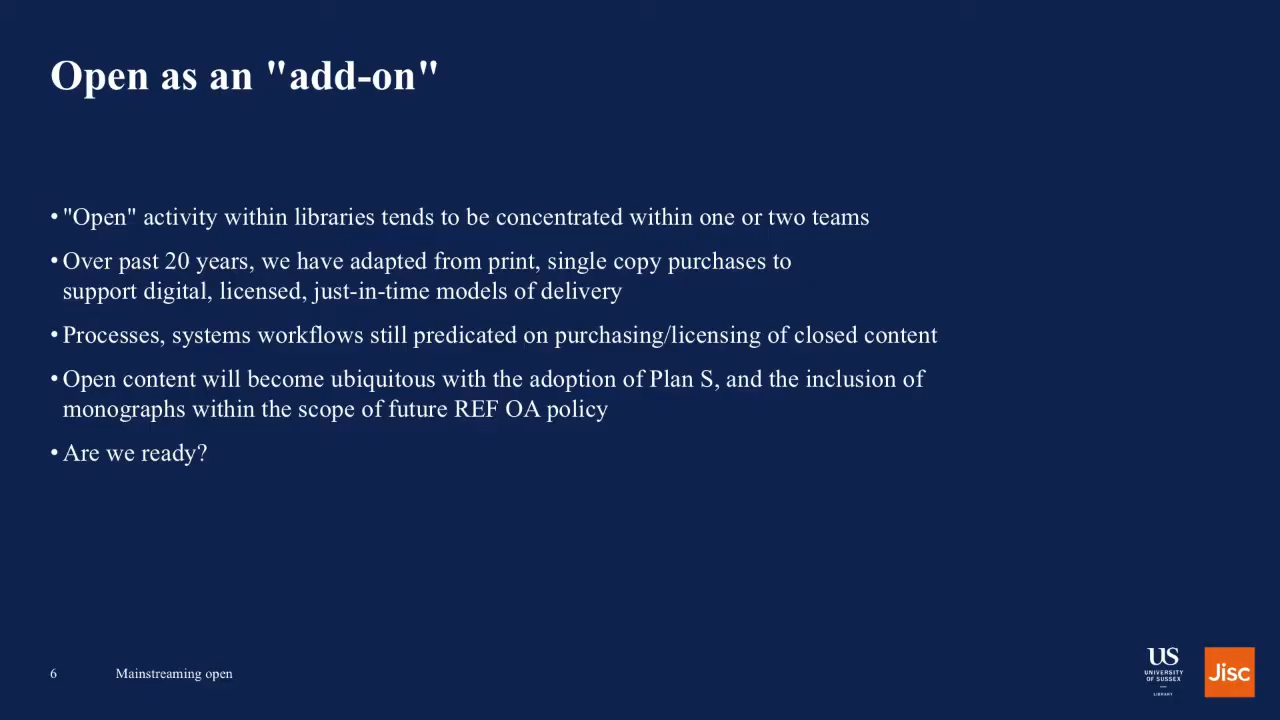 Open as an "add-on"
• "Open" activity within libraries tends to be concentrated within one or two teams
• Over past 20 years, we have adapted from print, single copy purchases to
support digital, licensed, just-in-time models of delivery
• Processes, systems workflows still predicated on purchasing/licensing of closed content
• Open content will become ubiquitous with the adoption of Plan S, and the inclusion of
monographs within the scope of future REF OA policy
• Are we ready?
6 Mainstreaming open
US
UNIVERSITY
OF SUSSEX
LIBRARY
Jisc